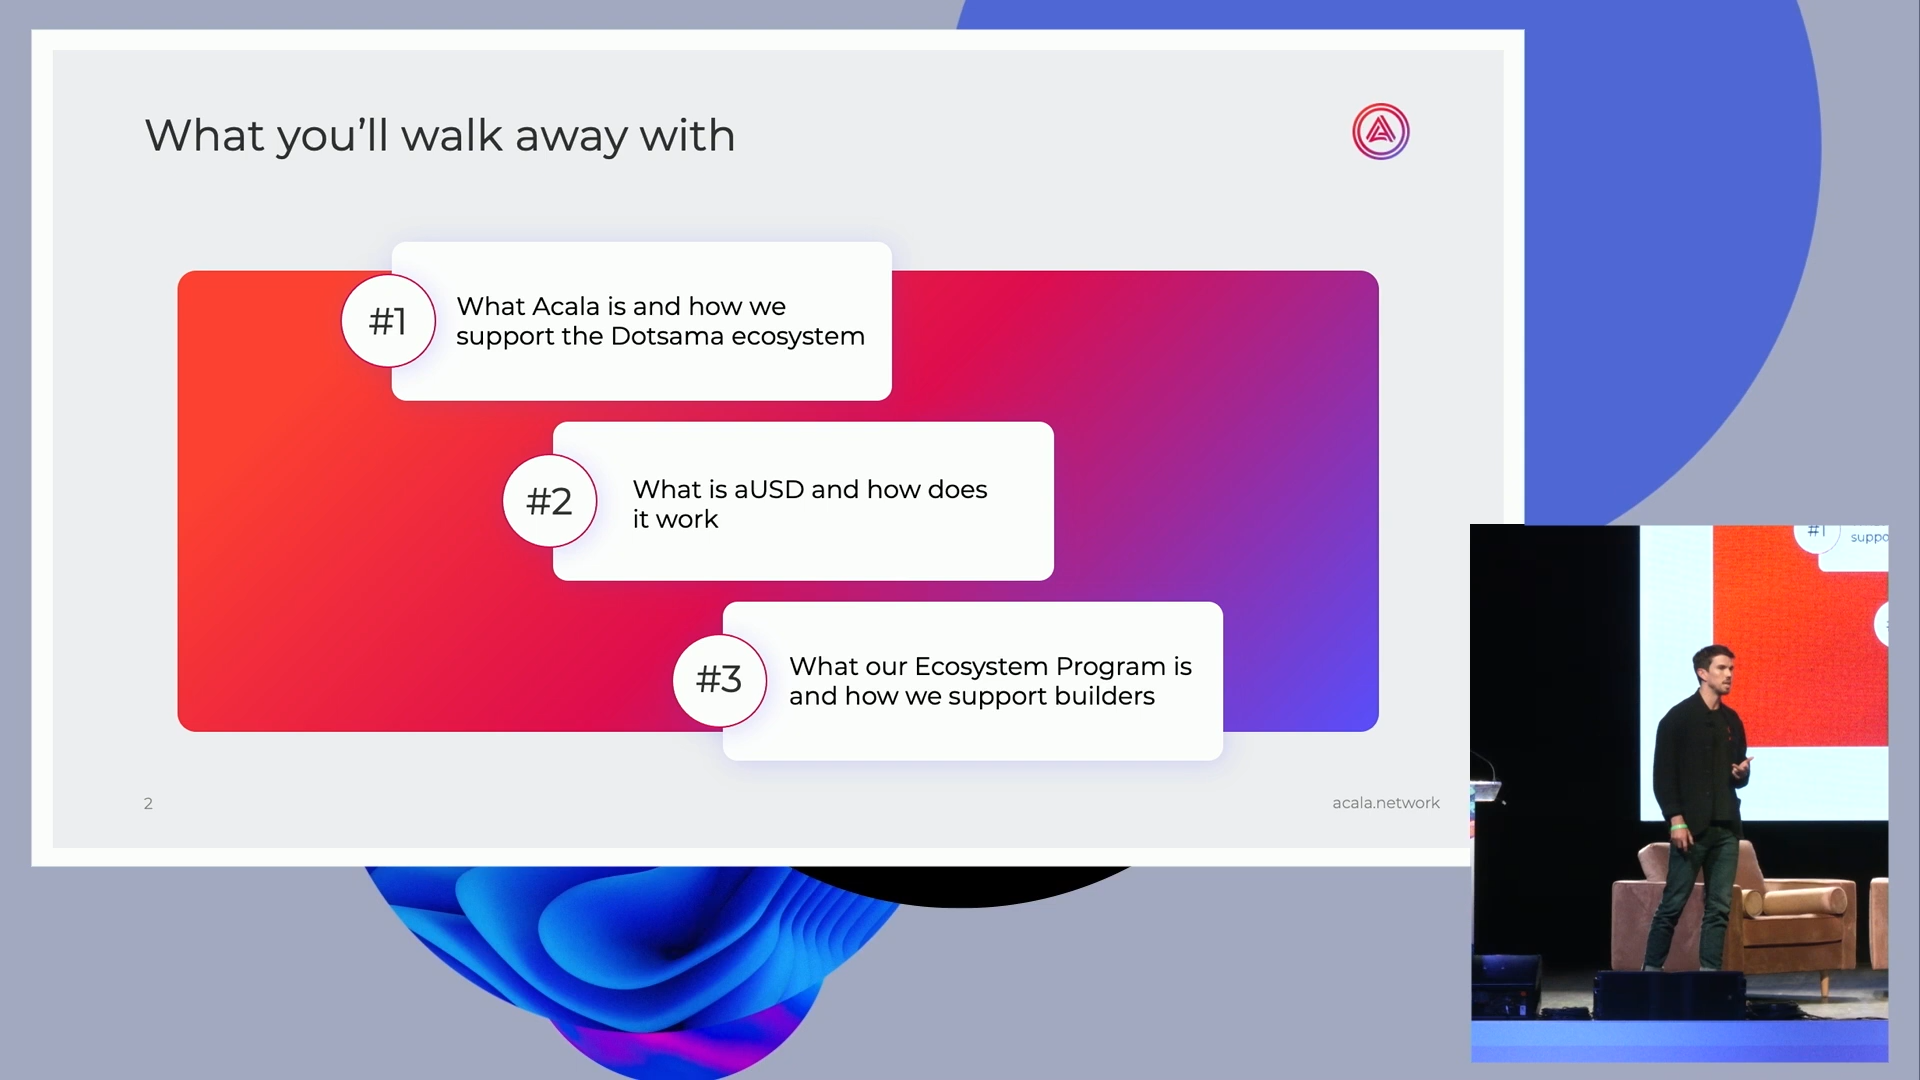 What you’ll walk away with
#1
What Acala is and how we
support the Dotsama ecosystem
#2
What is aUSD and how does
it work
#3
What our Ecosystem Program is
and how we support builders
2
acala.network
#1